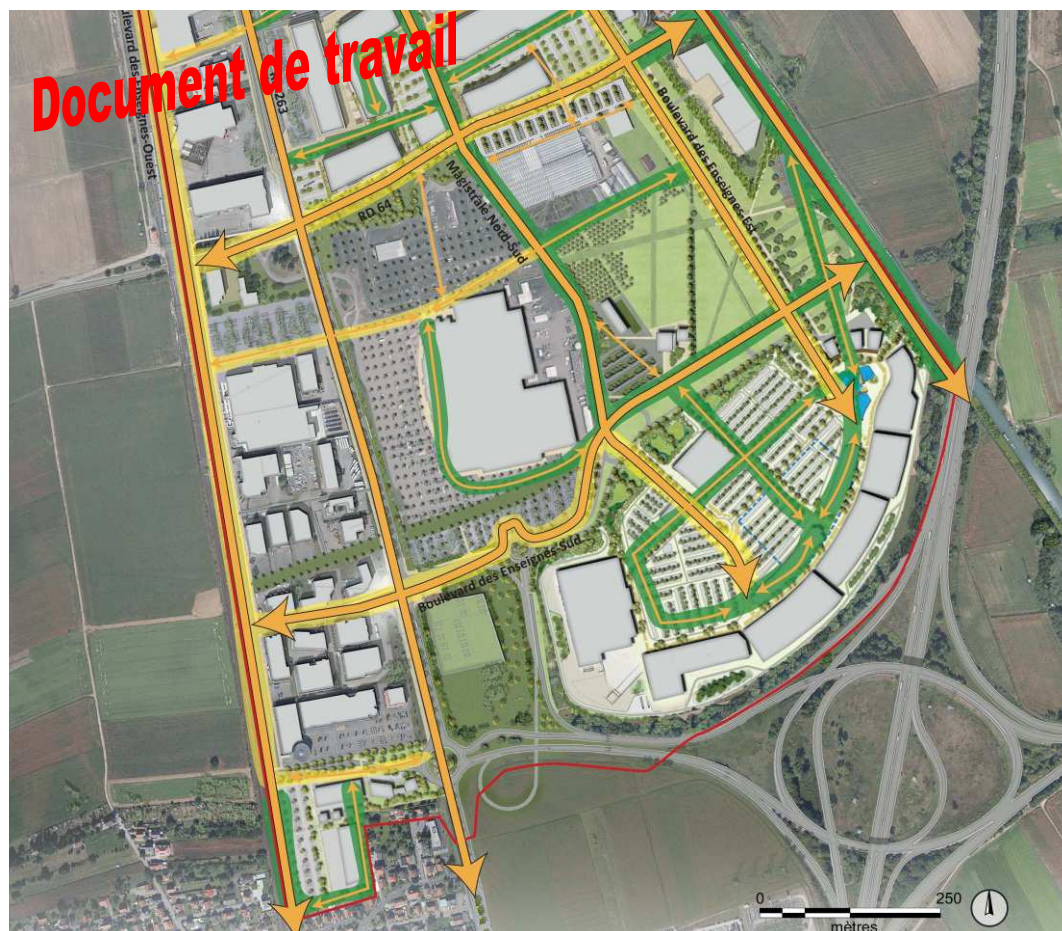 Document de travail
Boulevard des Enseignes-Ouest
263
RD 64
Magistrale Nord-Sud
Boulevard des Enseignes-Est
Boulevard des Enseignes-Sud
0 250
mètres